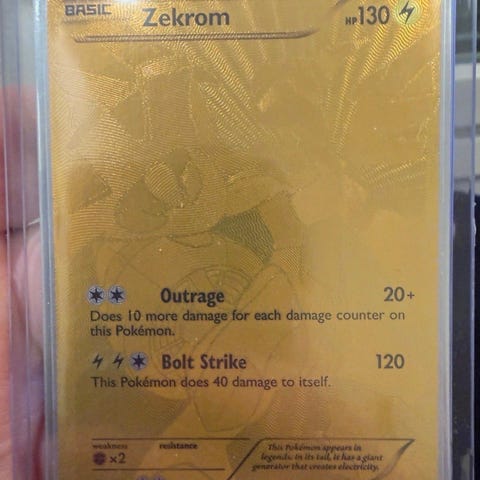 BASIC Zekrom HP130
Outrage 20+
Does 10 more damage for each damage counter on
this Pokémon.
Bolt Strike 120
This Pokémon does 40 damage to itself.
weakness resistance
×2
This Pokémon appears in
legends. In its tail, it has a giant
generator that creates electricity.